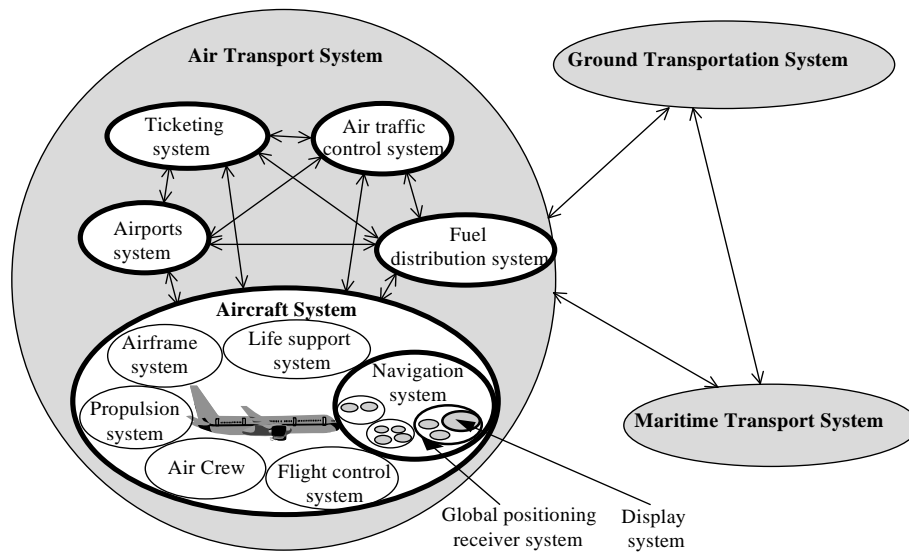 Air Transport System
Ground Transportation System
Ticketing
system
Air traffic
control system
Airports
system
Fuel
distribution system
Aircraft System
Airframe
system
Life support
system
Navigation
system
Propulsion
system
Air Crew
Flight control
system
Maritime Transport System
Global positioning
receiver system
Display
system